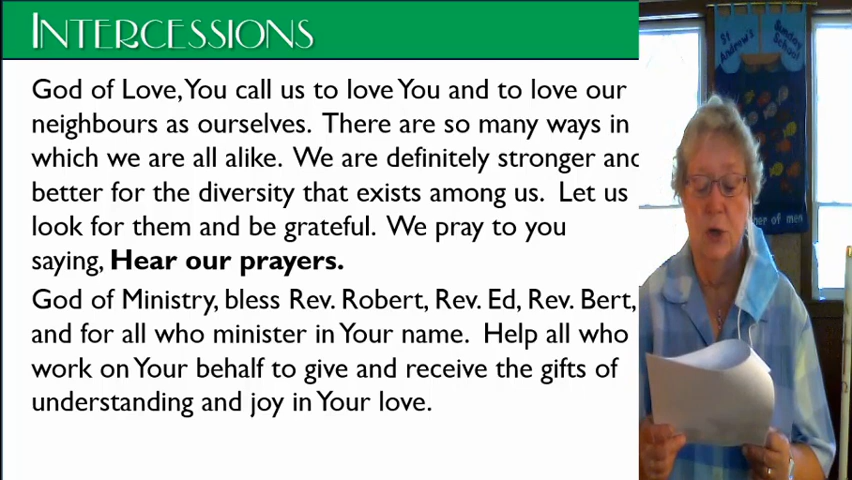 INTERCESSIONS
God of Love, You call us to love You and to love our
neighbours as ourselves. There are so many ways in
which we are all alike. We are definitely stronger and
better for the diversity that exists among us. Let us
look for them and be grateful. We pray to you
saying, Hear our prayers.
God of Ministry, bless Rev. Robert, Rev. Ed, Rev. Bert,
and for all who minister in Your name. Help all who
work on Your behalf to give and receive the gifts of
understanding and joy in Your love.
St Andrew's
Sunday School
of men